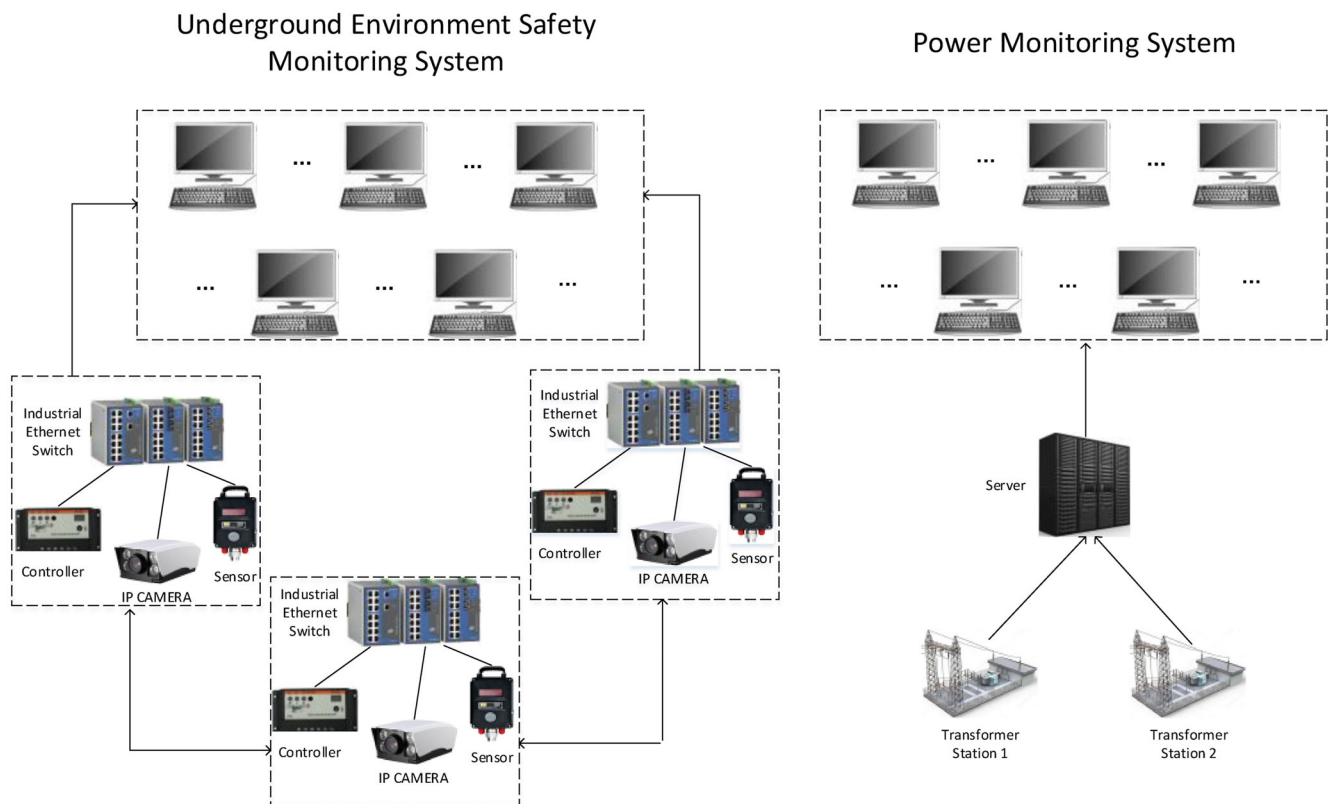 Underground Environment Safety
Monitoring System
Power Monitoring System
...
...
...
...
...
...
...
...
...
...
Industrial
Ethernet
Switch
Controller
IP CAMERA
Sensor
Industrial
Ethernet
Switch
Controller
IP CAMERA
Sensor
Industrial
Ethernet
Switch
Controller
IP CAMERA
Sensor
Server
Transformer
Station 1
Transformer
Station 2